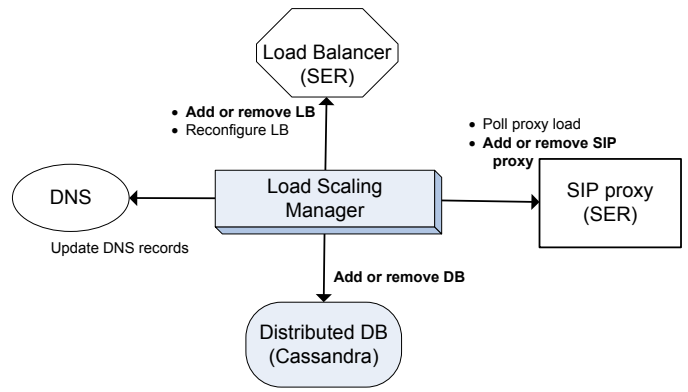 Load Balancer
(SER)
• Add or remove LB
• Reconfigure LB
• Poll proxy load
• Add or remove SIP
proxy
DNS
Load Scaling
Manager
SIP proxy
(SER)
Update DNS records
Add or remove DB
Distributed DB
(Cassandra)